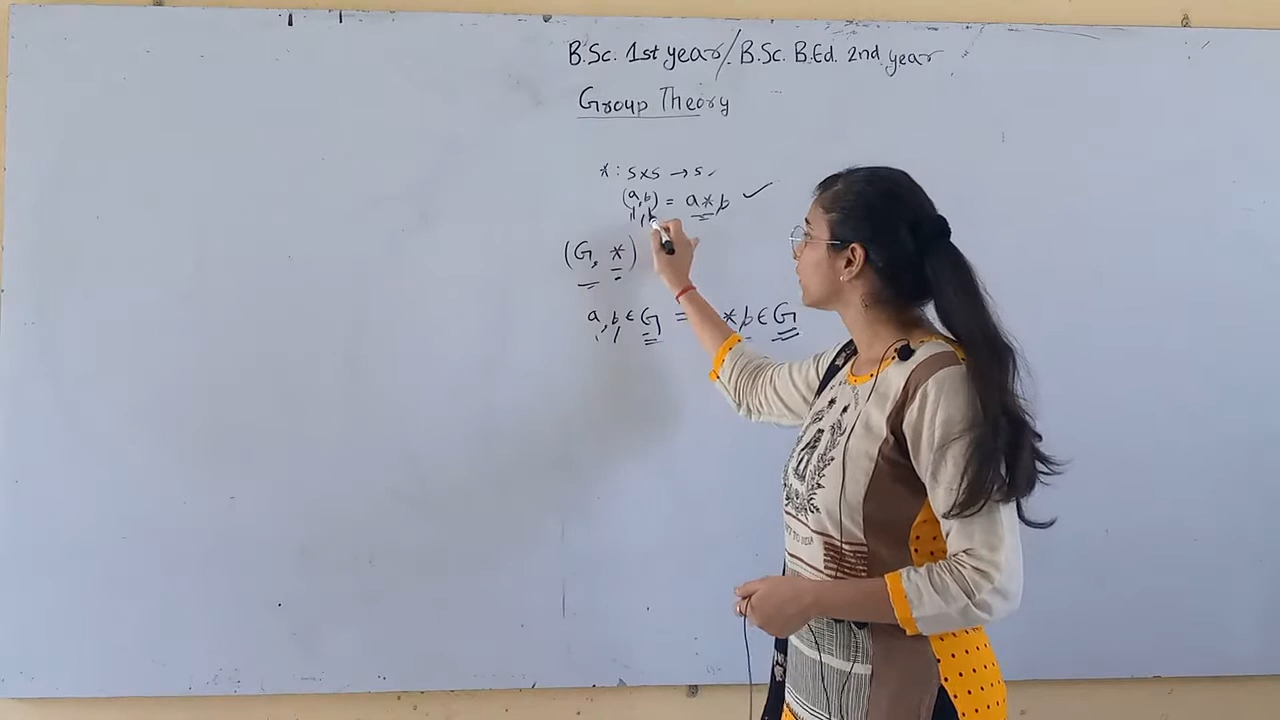 B.Sc. 1st year / B.Sc. B.Ed. 2nd year
Group Theory
* : S×S → S
(a, b) = a*b
(G, *)
a, b ∈ G = *b ∈ G